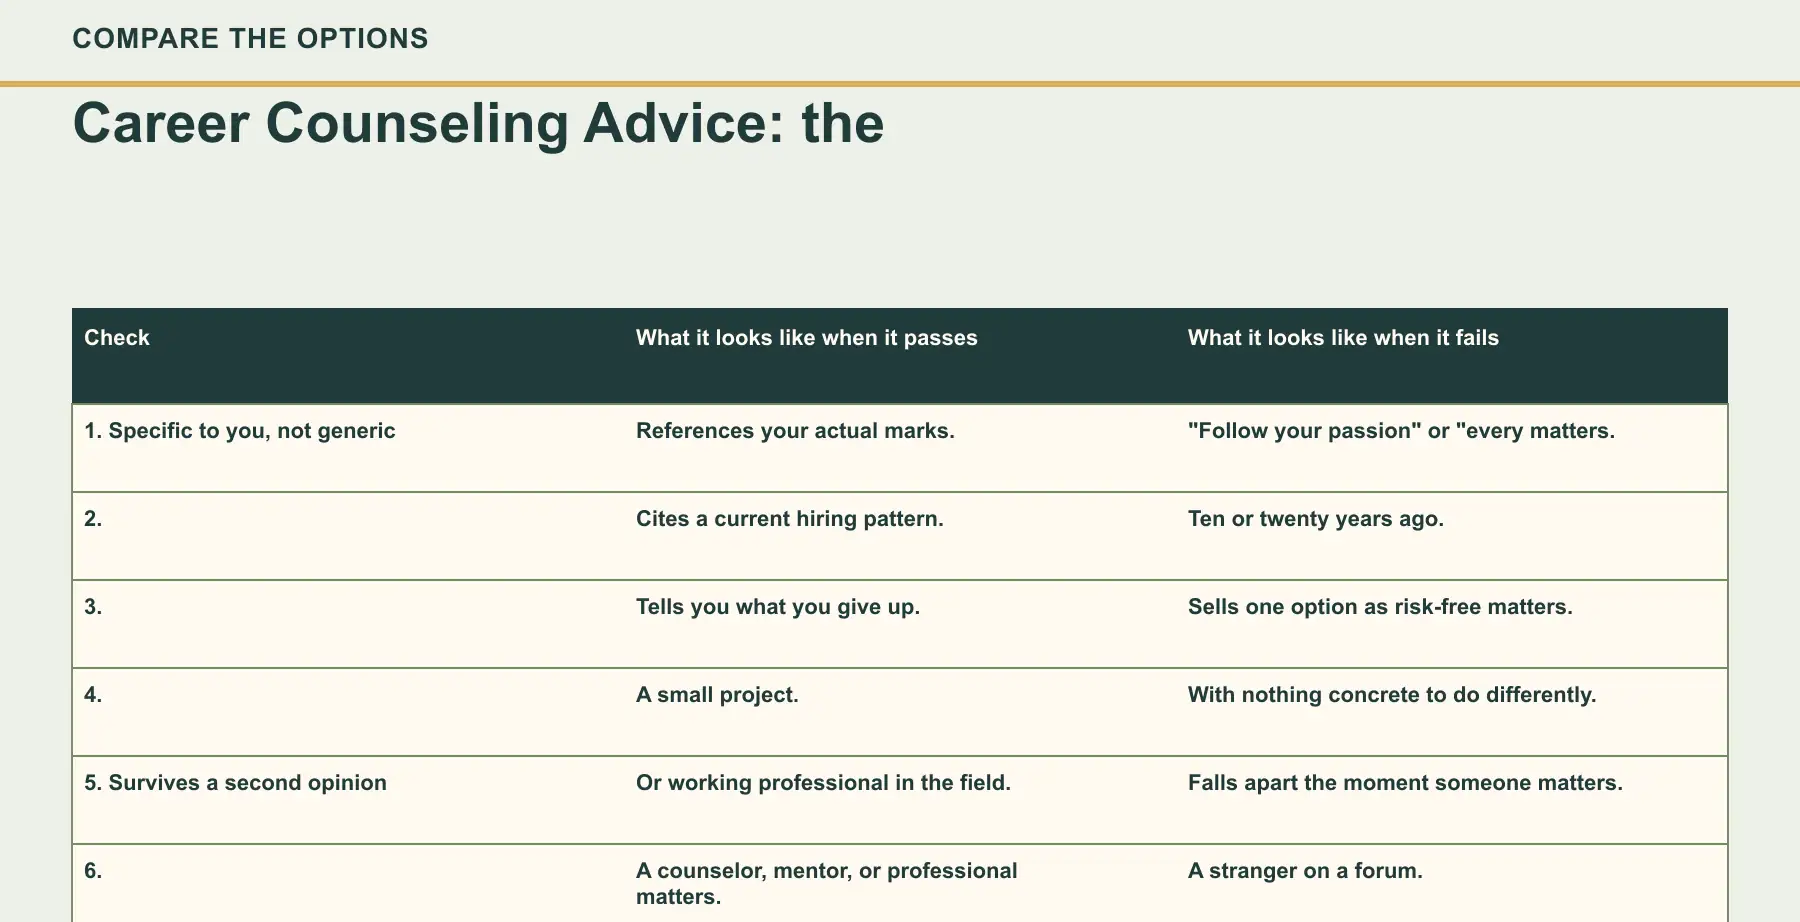 COMPARE THE OPTIONS
Career Counseling Advice: the
Check
What it looks like when it passes
What it looks like when it fails
1. Specific to you, not generic
References your actual marks.
"Follow your passion" or "every matters.
2.
Cites a current hiring pattern.
Ten or twenty years ago.
3.
Tells you what you give up.
Sells one option as risk-free matters.
4.
A small project.
With nothing concrete to do differently.
5. Survives a second opinion
Or working professional in the field.
Falls apart the moment someone matters.
6.
A counselor, mentor, or professional
matters.
A stranger on a forum.